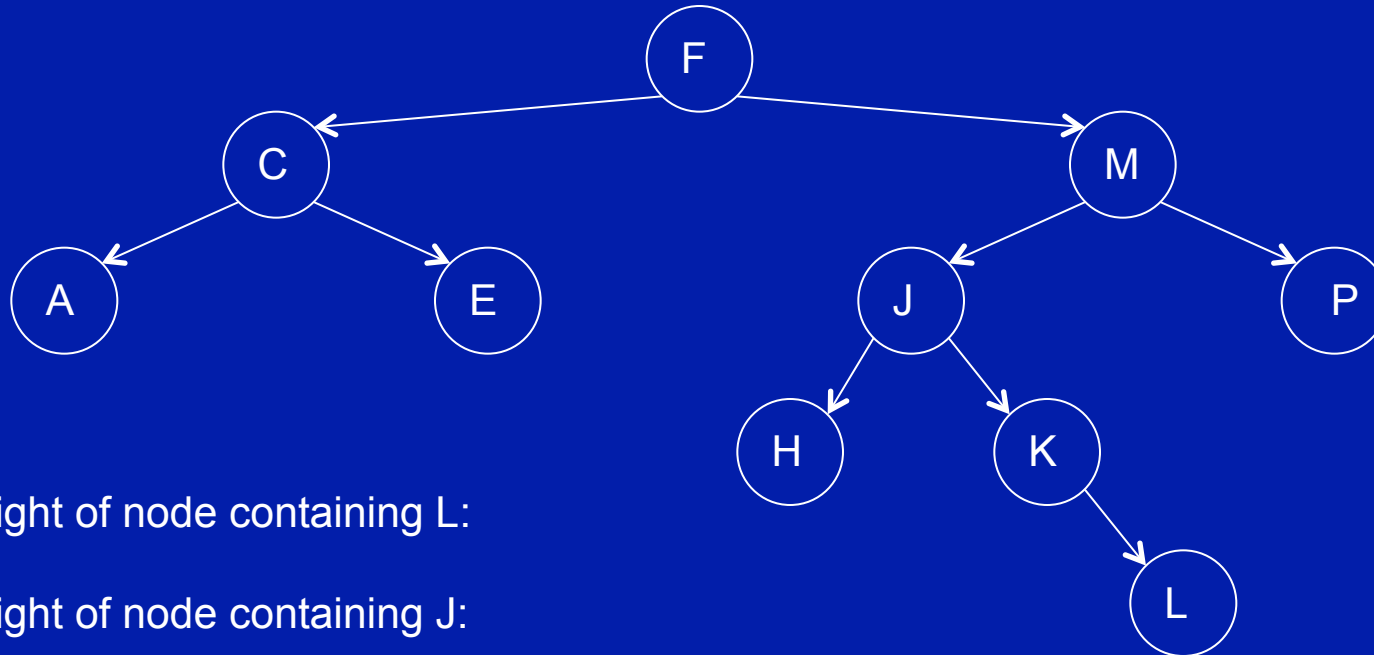 F
C
M
A
E
J
P
H
K
ight of node containing L:
L
ight of node containing J: